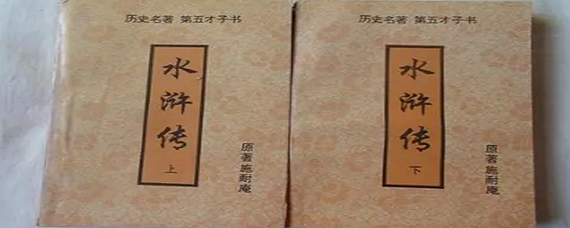 历史名著 第五才子书
水浒传
上
原著施耐庵
历史名著 第五才子书
水浒传
下
原著施耐庵